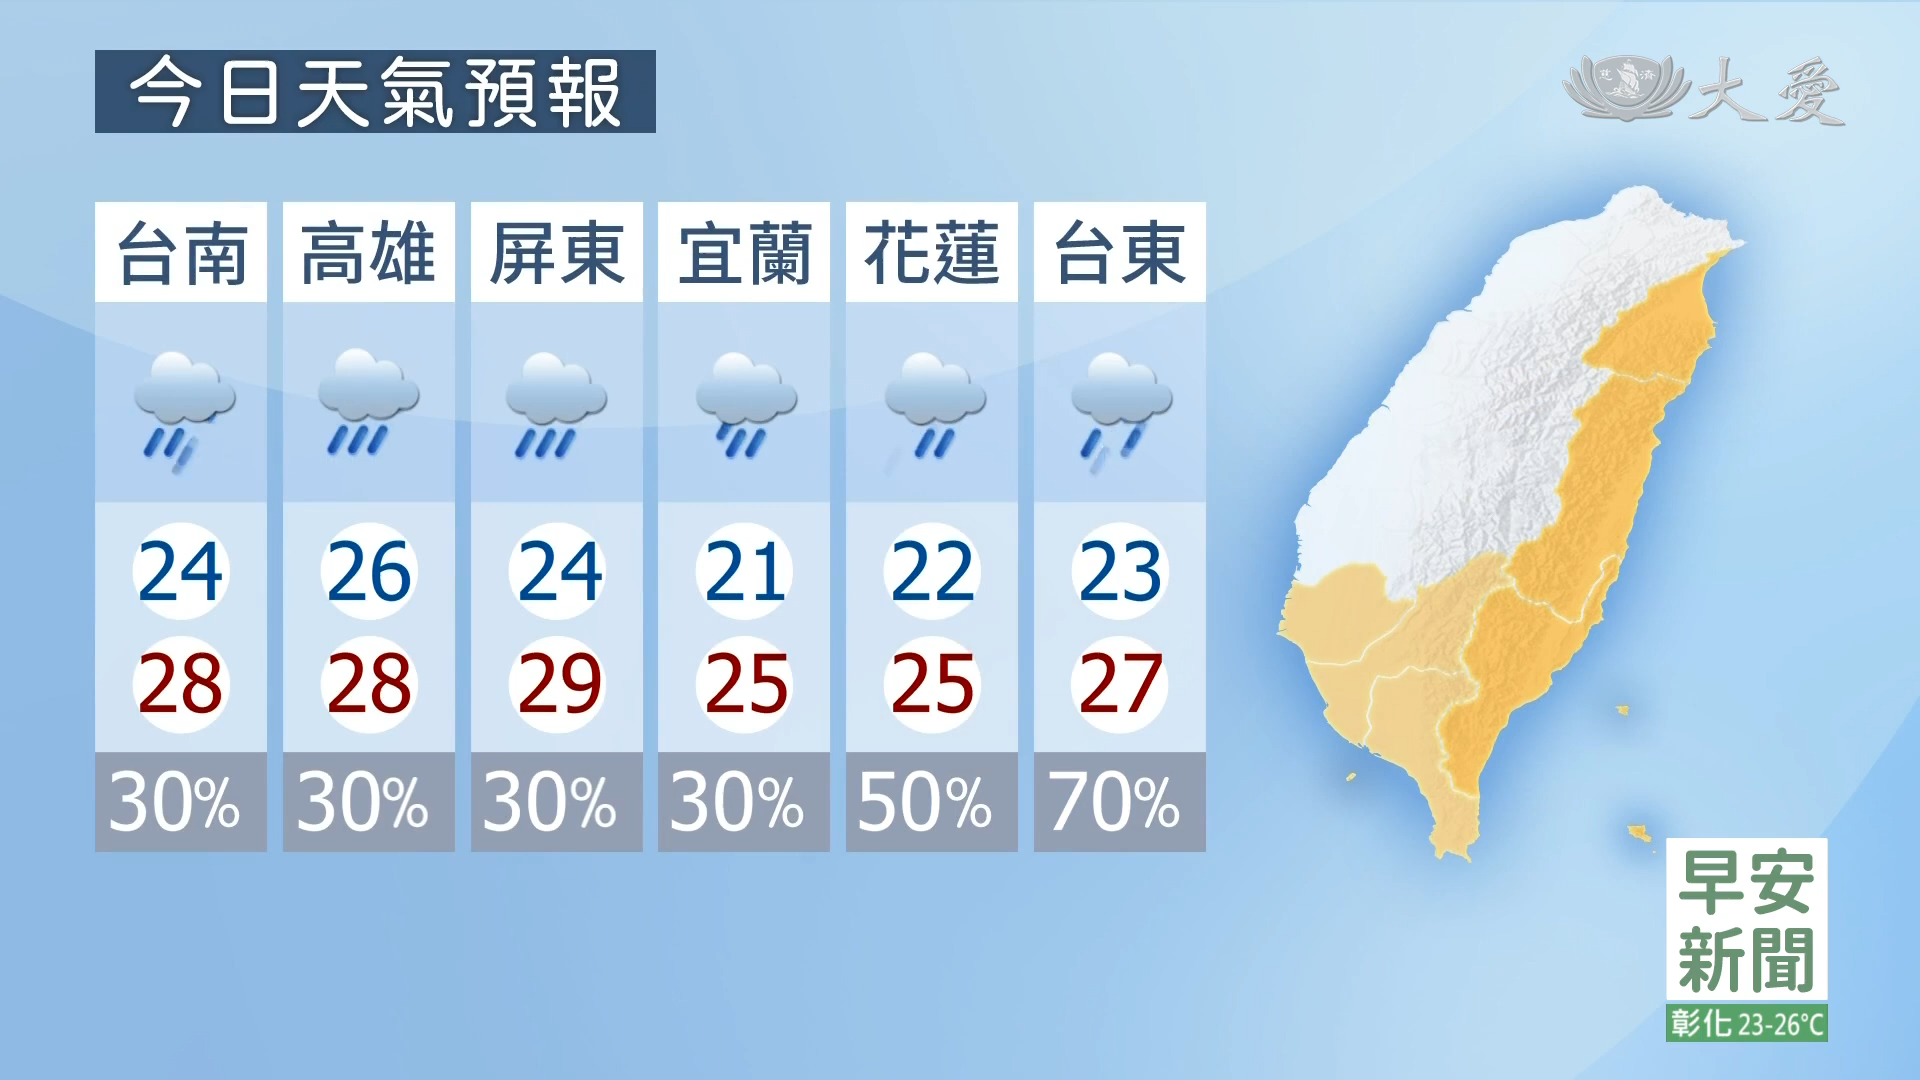 今日天氣預報
慈濟
大愛
台南 高雄 屏東 宜蘭 花蓮 台東
24 26 24 21 22 23
28 28 29 25 25 27
30% 30% 30% 30% 50% 70%
早安
新聞
彰化 23-26°C